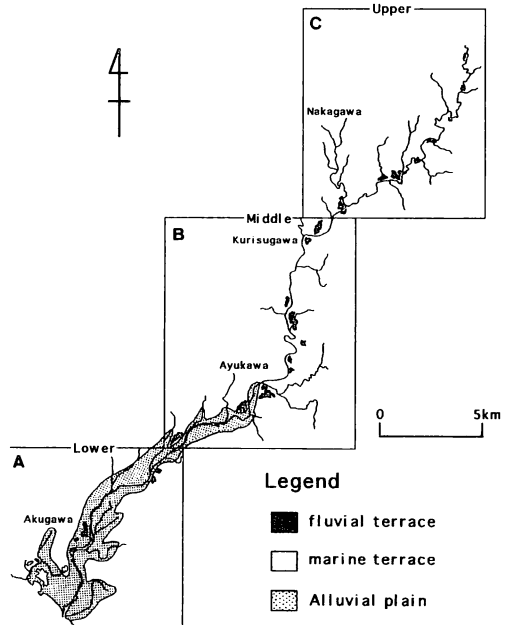 Upper
C
Nakagawa
Middle
B
Kurisugawa
Ayukawa
0 5km
Lower
A
Akugawa
Legend
fluvial terrace
marine terrace
Alluvial plain